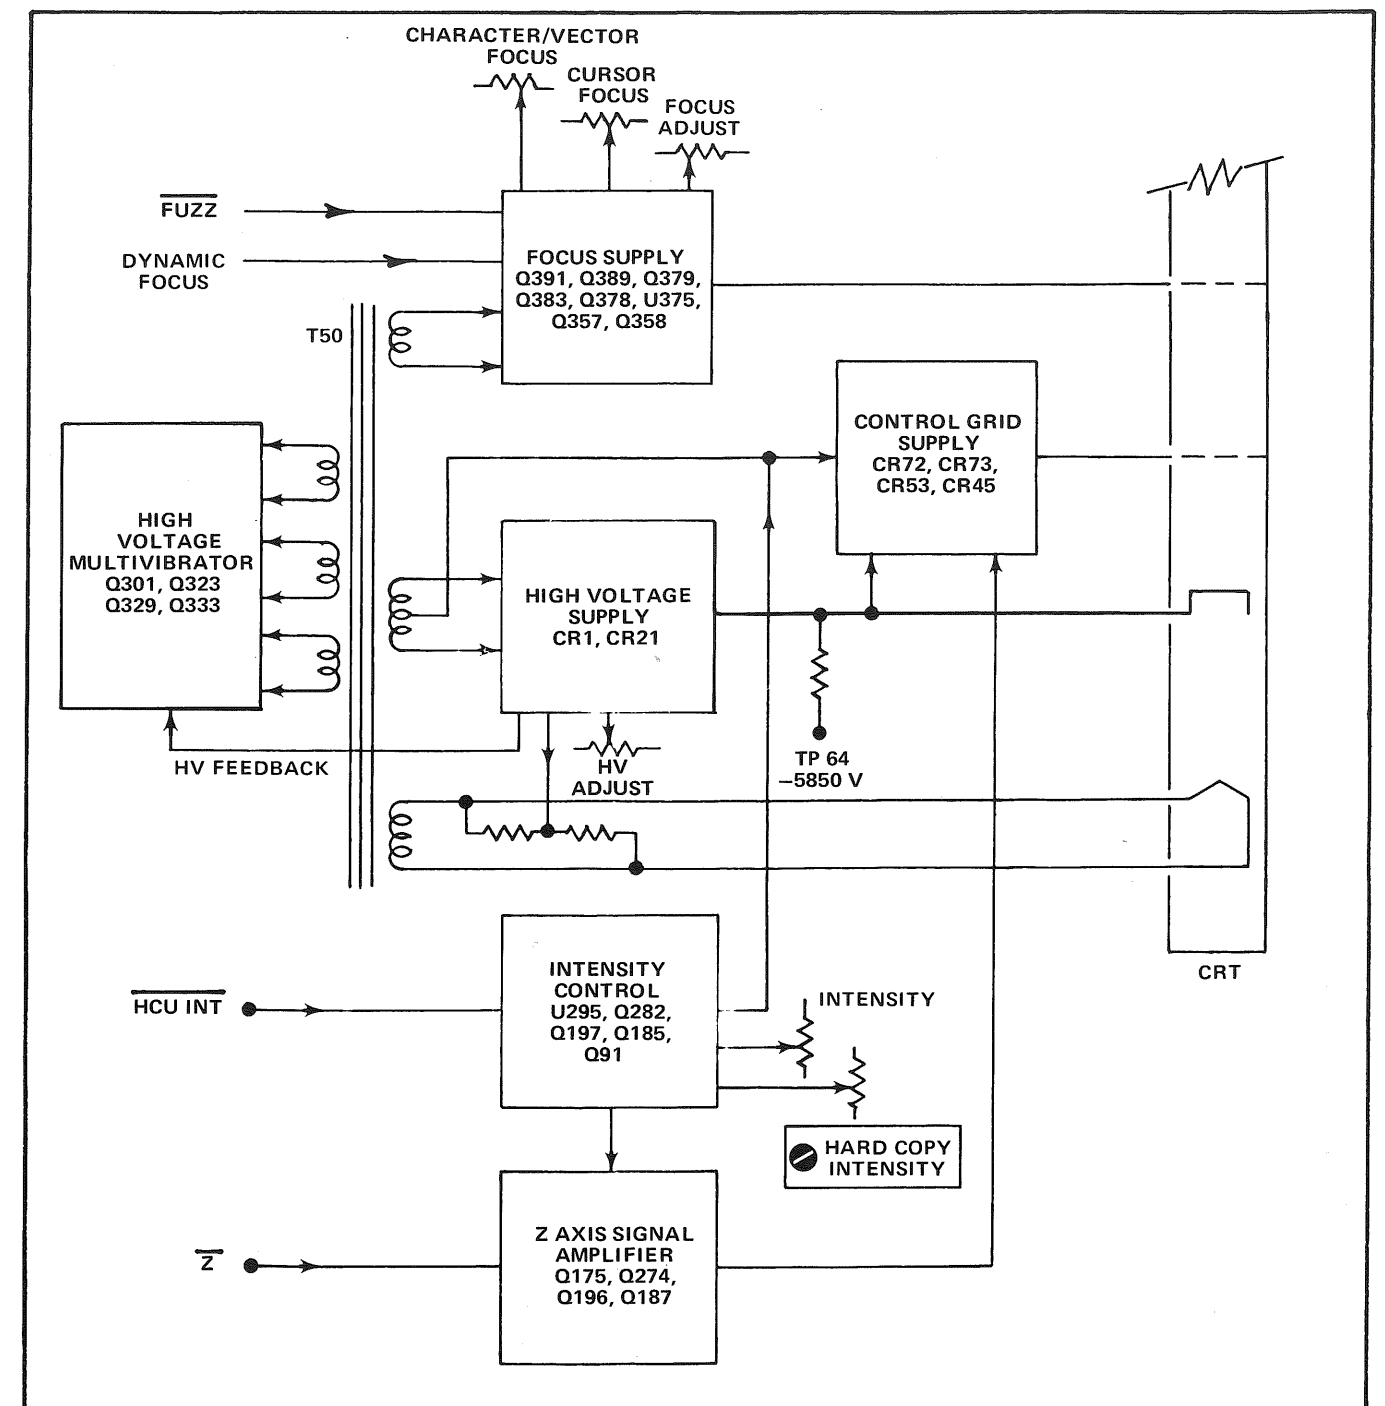 CHARACTER/VECTOR
FOCUS
CURSOR
FOCUS
FOCUS
ADJUST
FUZZ
DYNAMIC
FOCUS
FOCUS SUPPLY
Q391, Q389, Q379,
Q383, Q378, U375,
Q357, Q358
T50
CONTROL GRID
SUPPLY
CR72, CR73,
CR53, CR45
HIGH
VOLTAGE
MULTIVIBRATOR
Q301, Q323
Q329, Q333
HIGH VOLTAGE
SUPPLY
CR1, CR21
HV FEEDBACK
HV
ADJUST
TP 64
–5850 V
CRT
HCU INT
INTENSITY
CONTROL
U295, Q282,
Q197, Q185,
Q91
INTENSITY
HARD COPY
INTENSITY
Z
Z AXIS SIGNAL
AMPLIFIER
Q175, Q274,
Q196, Q187